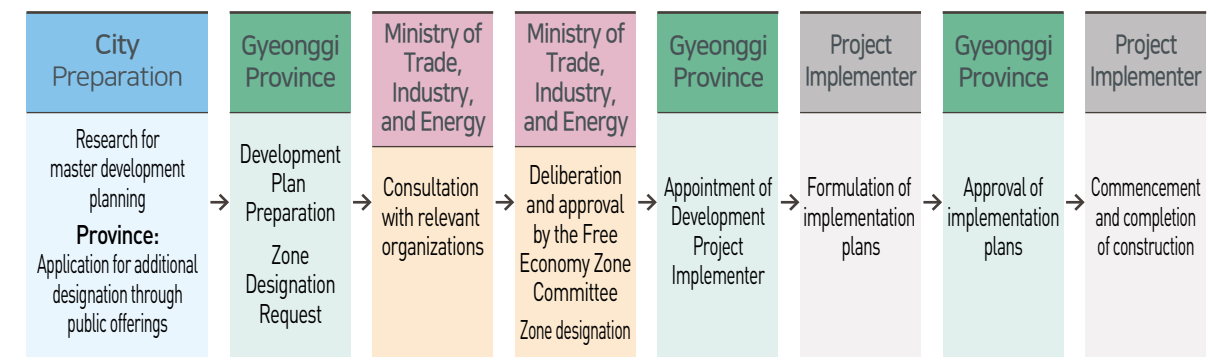 City
Preparation
Research for
master development
planning
Province:
Application for additional
designation through
public offerings
Gyeonggi
Province
Development
Plan
Preparation
Zone
Designation
Request
Ministry of
Trade,
Industry,
and Energy
Consultation
with relevant
organizations
Ministry of
Trade,
Industry,
and Energy
Deliberation
and approval
by the Free
Economy Zone
Committee
Zone designation
Gyeonggi
Province
Appointment of
Development
Project
Implementer
Project
Implementer
Formulation of
implementation
plans
Gyeonggi
Province
Approval of
implementation
plans
Project
Implementer
Commencement
and completion
of construction